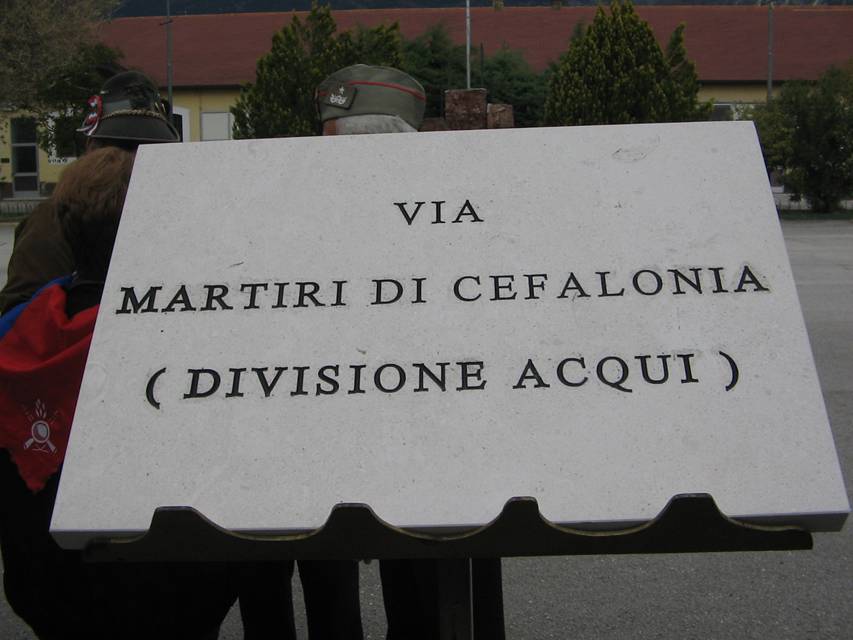 VIA
MARTIRI DI CEFALONIA
( DIVISIONE ACQUI )